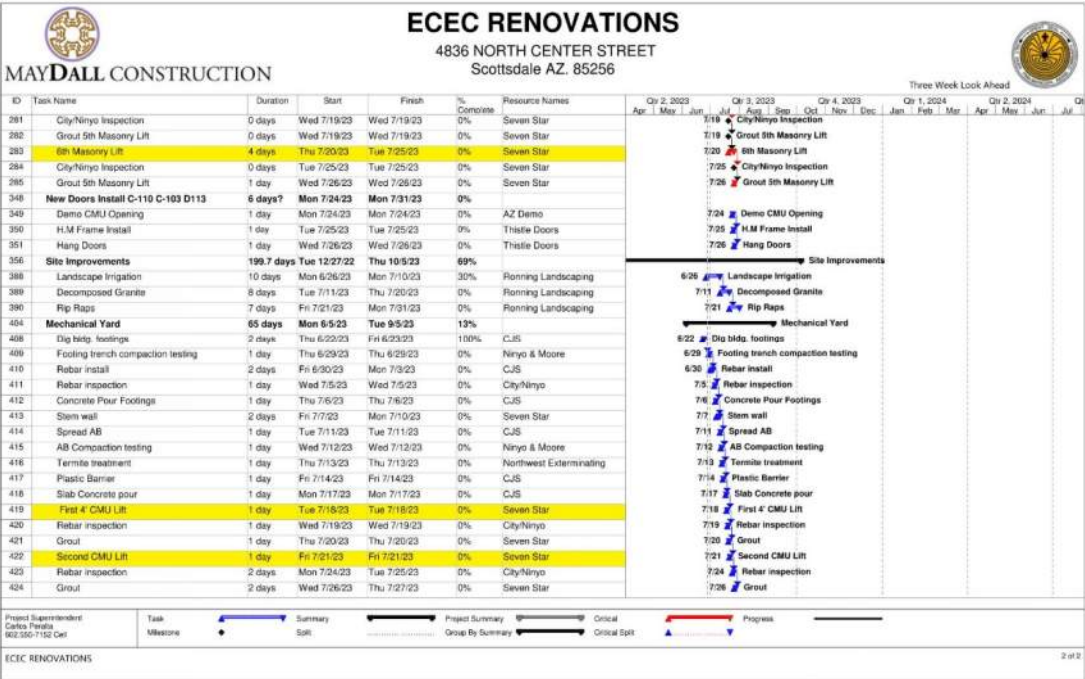 ECEC RENOVATIONS
4836 NORTH CENTER STREET
Scottsdale AZ. 85256
MAYDALL CONSTRUCTION
Three Week Look Ahead
ID Task Name Duration Start Finish % Complete Resource Names Qtr 2, 2023 Qtr 3, 2023 Qtr 4, 2023 Qtr 1, 2024 Qtr 2, 2024 Qt
Apr May Jun Jul Aug Sep Oct Nov Dec Jan Feb Mar Apr May Jun Jul
281 City/Ninyo Inspection 0 days Wed 7/19/23 Wed 7/19/23 0% Seven Star 7/19 City/Ninyo Inspection
282 Grout 5th Masonry Lift 0 days Wed 7/19/23 Wed 7/19/23 0% Seven Star 7/19 Grout 5th Masonry Lift
283 6th Masonry Lift 4 days Thu 7/20/23 Tue 7/25/23 0% Seven Star 7/20 6th Masonry Lift
284 City/Ninyo Inspection 0 days Tue 7/25/23 Tue 7/25/23 0% Seven Star 7/25 City/Ninyo Inspection
285 Grout 5th Masonry Lift 1 day Wed 7/26/23 Wed 7/26/23 0% Seven Star 7/26 Grout 5th Masonry Lift
348 New Doors Install C-110 C-103 D113 6 days? Mon 7/24/23 Mon 7/31/23 0%
349 Demo CMU Opening 1 day Mon 7/24/23 Mon 7/24/23 0% AZ Demo 7/24 Demo CMU Opening
350 H.M Frame Install 1 day Tue 7/25/23 Tue 7/25/23 0% Thistle Doors 7/25 H.M Frame Install
351 Hang Doors 1 day Wed 7/26/23 Wed 7/26/23 0% Thistle Doors 7/26 Hang Doors
356 Site Improvements 199.7 days Tue 12/27/22 Thu 10/5/23 69% Site Improvements
388 Landscape Irrigation 10 days Mon 6/26/23 Mon 7/10/23 30% Ronning Landscaping 6/26 Landscape Irrigation
389 Decomposed Granite 8 days Tue 7/11/23 Thu 7/20/23 0% Ronning Landscaping 7/11 Decomposed Granite
390 Rip Raps 7 days Fri 7/21/23 Mon 7/31/23 0% Ronning Landscaping 7/21 Rip Raps
404 Mechanical Yard 65 days Mon 6/5/23 Tue 9/5/23 13% Mechanical Yard
408 Dig bldg. footings 2 days Thu 6/22/23 Fri 6/23/23 100% CJS 6/22 Dig bldg. footings
409 Footing trench compaction testing 1 day Thu 6/29/23 Thu 6/29/23 0% Ninyo & Moore 6/29 Footing trench compaction testing
410 Rebar install 2 days Fri 6/30/23 Mon 7/3/23 0% CJS 6/30 Rebar install
411 Rebar inspection 1 day Wed 7/5/23 Wed 7/5/23 0% City/Ninyo 7/5 Rebar inspection
412 Concrete Pour Footings 1 day Thu 7/6/23 Thu 7/6/23 0% CJS 7/6 Concrete Pour Footings
413 Stem wall 2 days Fri 7/7/23 Mon 7/10/23 0% Seven Star 7/7 Stem wall
414 Spread AB 1 day Tue 7/11/23 Tue 7/11/23 0% CJS 7/11 Spread AB
415 AB Compaction testing 1 day Wed 7/12/23 Wed 7/12/23 0% Ninyo & Moore 7/12 AB Compaction testing
416 Termite treatment 1 day Thu 7/13/23 Thu 7/13/23 0% Northwest Exterminating 7/13 Termite treatment
417 Plastic Barrier 1 day Fri 7/14/23 Fri 7/14/23 0% CJS 7/14 Plastic Barrier
418 Slab Concrete pour 1 day Mon 7/17/23 Mon 7/17/23 0% CJS 7/17 Slab Concrete pour
419 First 4' CMU Lift 1 day Tue 7/18/23 Tue 7/18/23 0% Seven Star 7/18 First 4' CMU Lift
420 Rebar inspection 1 day Wed 7/19/23 Wed 7/19/23 0% City/Ninyo 7/19 Rebar inspection
421 Grout 1 day Thu 7/20/23 Thu 7/20/23 0% Seven Star 7/20 Grout
422 Second CMU Lift 1 day Fri 7/21/23 Fri 7/21/23 0% Seven Star 7/21 Second CMU Lift
423 Rebar inspection 2 days Mon 7/24/23 Tue 7/25/23 0% City/Ninyo 7/24 Rebar inspection
424 Grout 2 days Wed 7/26/23 Thu 7/27/23 0% Seven Star 7/26 Grout
Project Superintendent
Carlos Peralta
602.550-7152 Cell
Task Summary Project Summary Critical Progress
Milestone Split Group By Summary Critical Split
ECEC RENOVATIONS
2 of 2